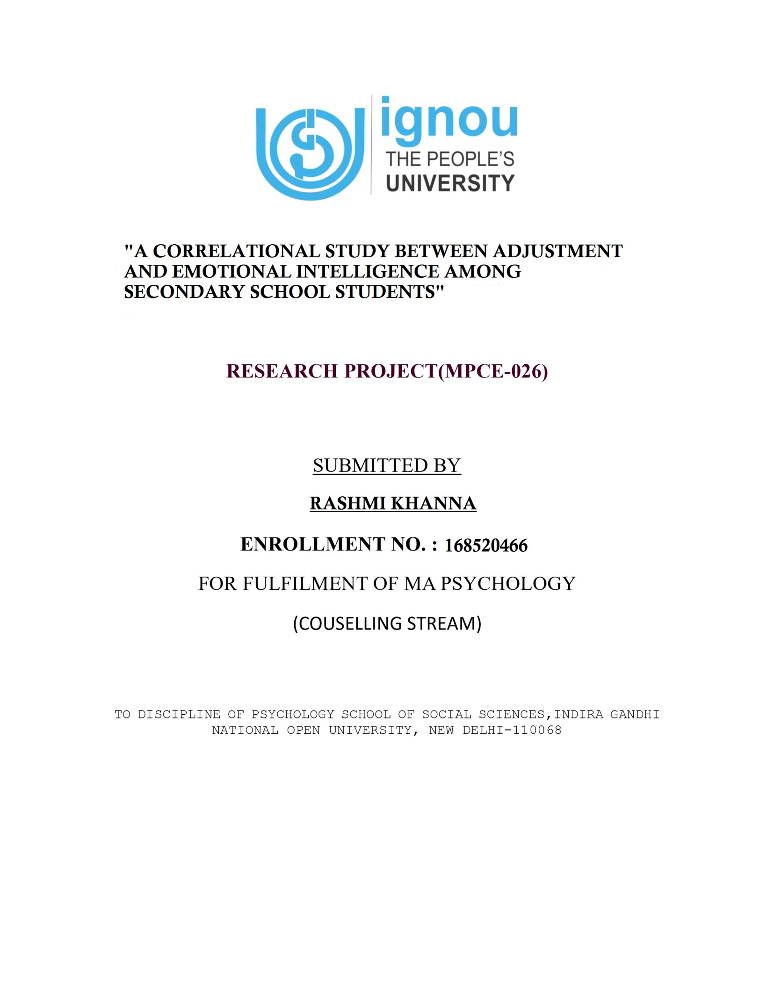 ignou
THE PEOPLE'S
UNIVERSITY
"A CORRELATIONAL STUDY BETWEEN ADJUSTMENT
AND EMOTIONAL INTELLIGENCE AMONG
SECONDARY SCHOOL STUDENTS"
RESEARCH PROJECT(MPCE-026)
SUBMITTED BY
RASHMI KHANNA
ENROLLMENT NO. : 168520466
FOR FULFILMENT OF MA PSYCHOLOGY
(COUSELLING STREAM)
TO DISCIPLINE OF PSYCHOLOGY SCHOOL OF SOCIAL SCIENCES,INDIRA GANDHI
NATIONAL OPEN UNIVERSITY, NEW DELHI-110068